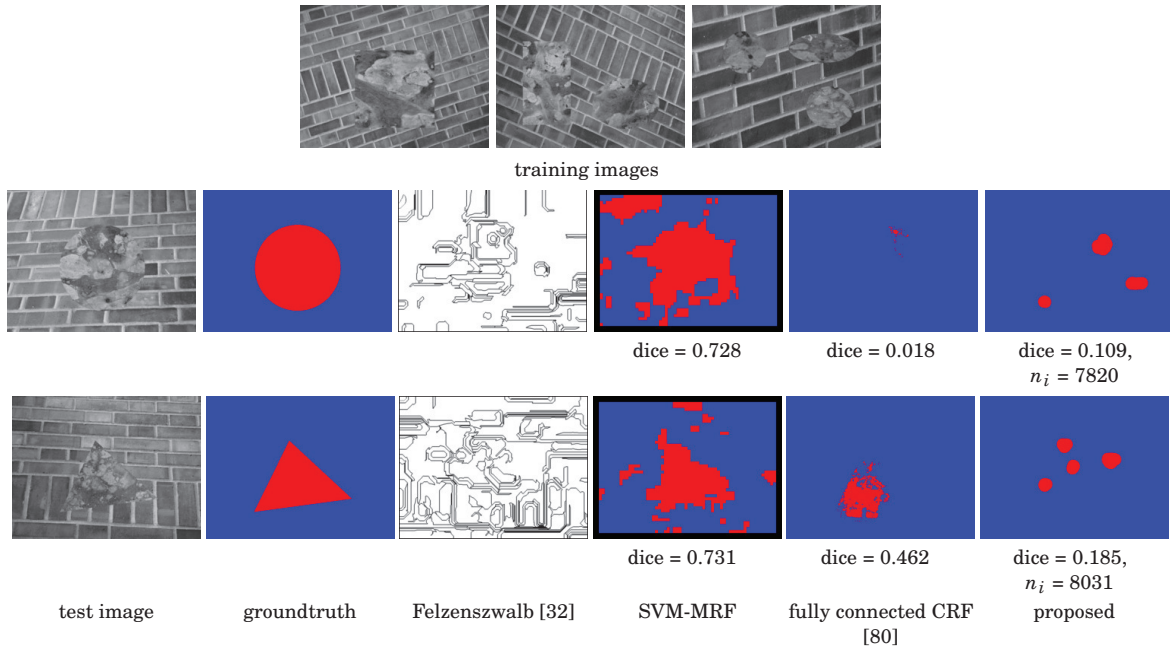 training images
dice = 0.728
dice = 0.018
dice = 0.109,
n_i = 7820
dice = 0.731
dice = 0.462
dice = 0.185,
n_i = 8031
test image
groundtruth
Felzenszwalb [32]
SVM-MRF
fully connected CRF
[80]
proposed